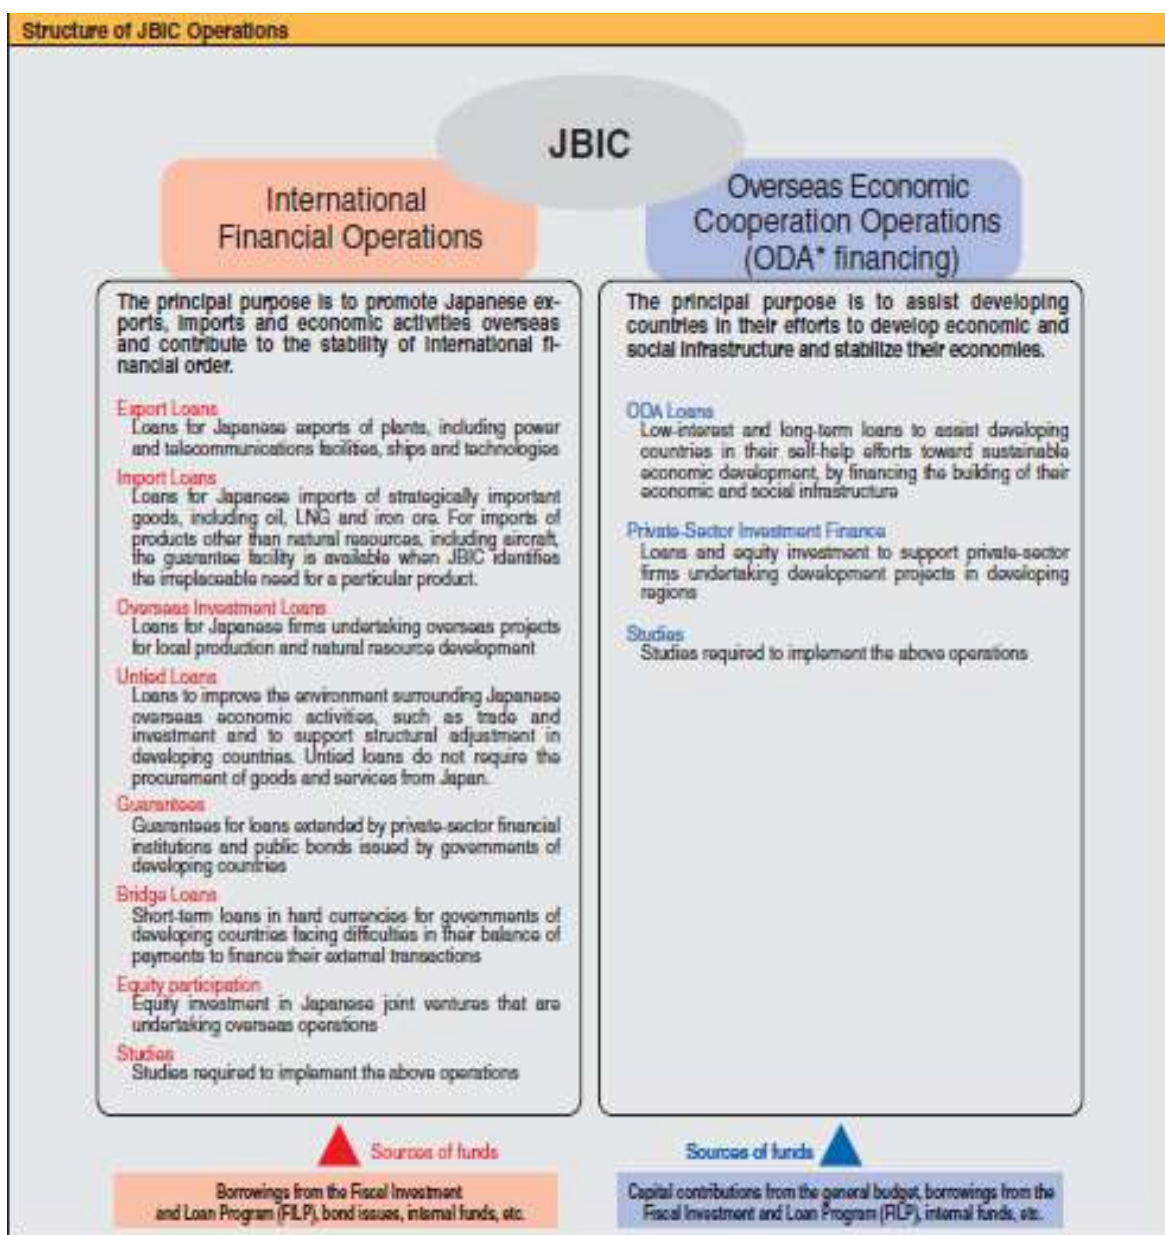 Structure of JBIC Operations
JBIC
International
Financial Operations
The principal purpose is to promote Japanese ex-
ports, imports and economic activities overseas
and contribute to the stability of international fi-
nancial order.
Export Loans
Loans for Japanese exports of plants, including power
and telecommunications facilities, ships and technologies
Import Loans
Loans for Japanese imports of strategically important
goods, including oil, LNG and iron ore. For imports of
products other than natural resources, including aircraft,
the guarantee facility is available when JBIC identifies
the irreplaceable need for a particular product.
Overseas Investment Loans
Loans for Japanese firms undertaking overseas projects
for local production and natural resource development
Untied Loans
Loans to improve the environment surrounding Japanese
overseas economic activities, such as trade and
investment and to support structural adjustment in
developing countries. Untied loans do not require the
procurement of goods and services from Japan.
Guarantees
Guarantees for loans extended by private-sector financial
institutions and public bonds issued by governments of
developing countries
Bridge Loans
Short-term loans in hard currencies for governments of
developing countries facing difficulties in their balance of
payments to finance their external transactions
Equity participation
Equity investment in Japanese joint ventures that are
undertaking overseas operations
Studies
Studies required to implement the above operations
Sources of funds
Borrowings from the Fiscal Investment
and Loan Program (FILP), bond issues, internal funds, etc.
Overseas Economic
Cooperation Operations
(ODA* financing)
The principal purpose is to assist developing
countries in their efforts to develop economic and
social infrastructure and stabilize their economies.
ODA Loans
Low-interest and long-term loans to assist developing
countries in their self-help efforts toward sustainable
economic development, by financing the building of their
economic and social infrastructure
Private-Sector Investment Finance
Loans and equity investment to support private-sector
firms undertaking development projects in developing
regions
Studies
Studies required to implement the above operations
Sources of funds
Capital contributions from the general budget, borrowings from the
Fiscal Investment and Loan Program (FILP), internal funds, etc.